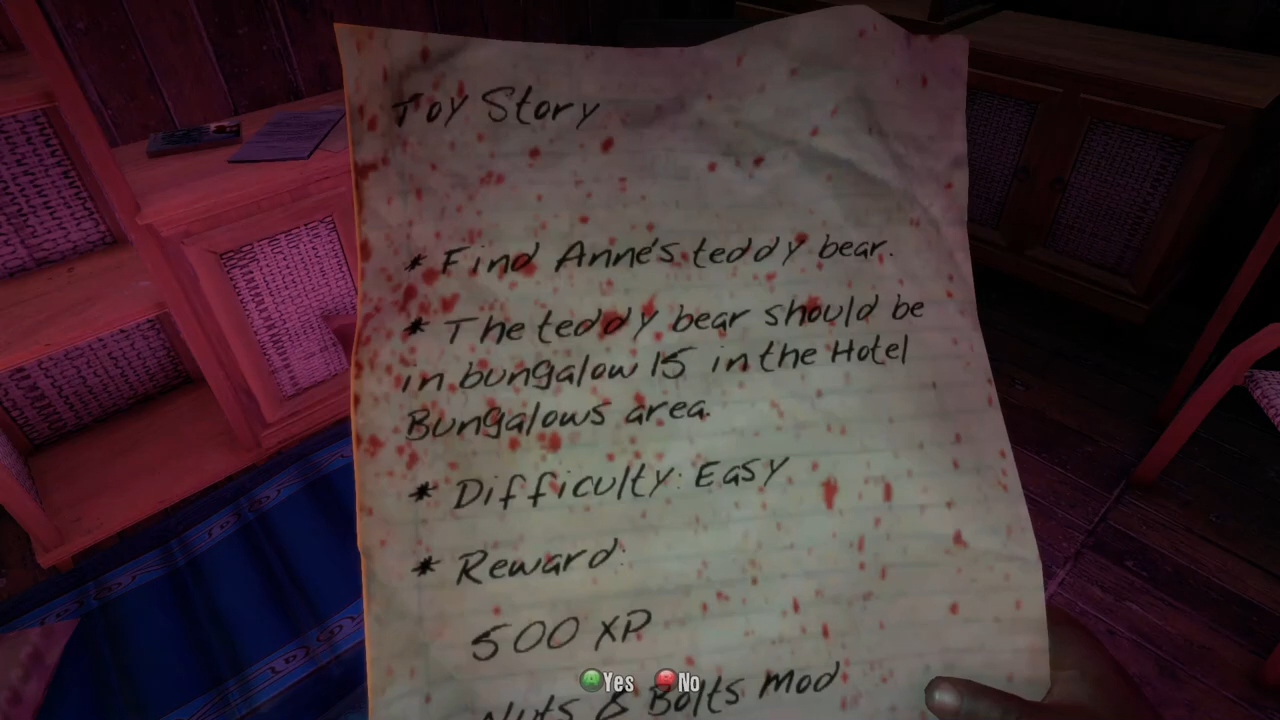 Toy Story
* Find Anne's teddy bear.
* The teddy bear should be
in bungalow 15 in the Hotel
Bungalows area.
* Difficulty: Easy
* Reward:
500 XP
Nuts & Bolts Mod
Yes No